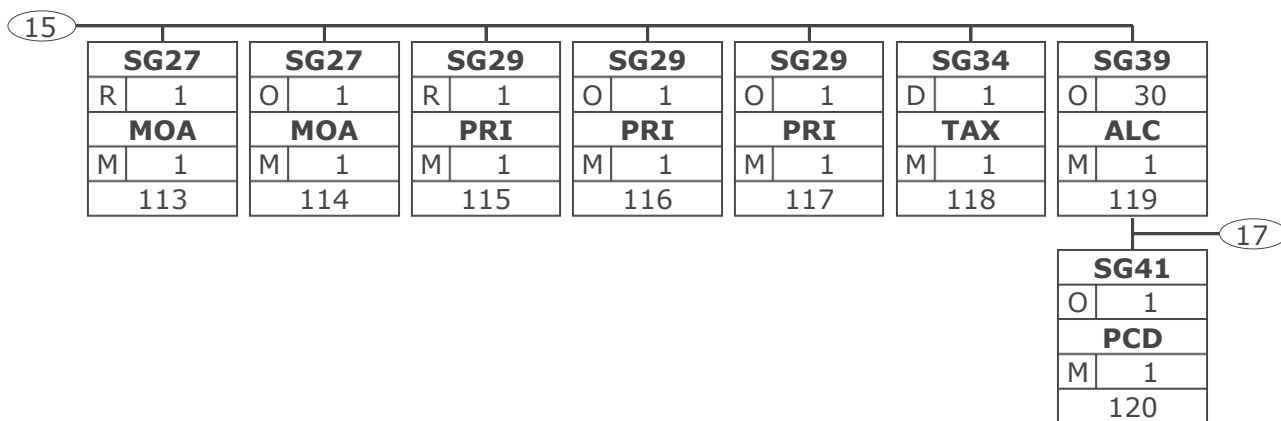 15
SG27 SG27 SG29 SG29 SG29 SG34 SG39
R 1 O 1 R 1 O 1 O 1 D 1 O 30
MOA MOA PRI PRI PRI TAX ALC
M 1 M 1 M 1 M 1 M 1 M 1 M 1
113 114 115 116 117 118 119
17
SG41
O 1
PCD
M 1
120